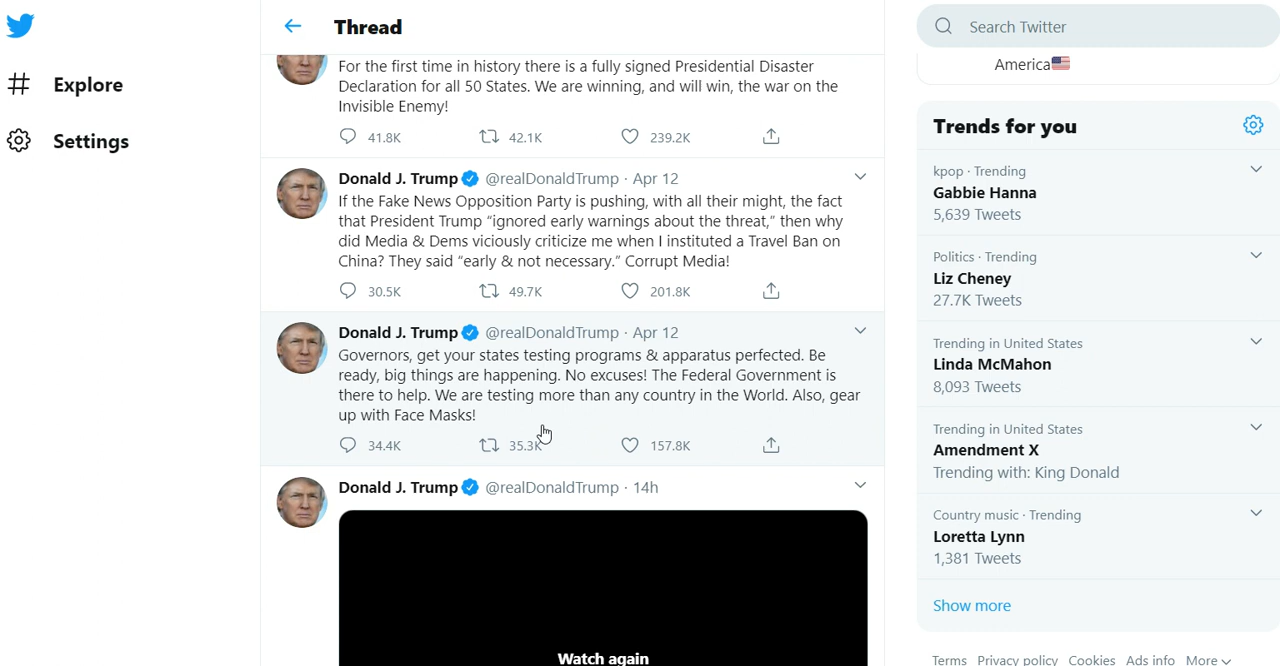 Explore
Settings
Thread
For the first time in history there is a fully signed Presidential Disaster
Declaration for all 50 States. We are winning, and will win, the war on the
Invisible Enemy!
41.8K 42.1K 239.2K
Donald J. Trump @realDonaldTrump · Apr 12
If the Fake News Opposition Party is pushing, with all their might, the fact
that President Trump “ignored early warnings about the threat,” then why
did Media & Dems viciously criticize me when I instituted a Travel Ban on
China? They said “early & not necessary.” Corrupt Media!
30.5K 49.7K 201.8K
Donald J. Trump @realDonaldTrump · Apr 12
Governors, get your states testing programs & apparatus perfected. Be
ready, big things are happening. No excuses! The Federal Government is
there to help. We are testing more than any country in the World. Also, gear
up with Face Masks!
34.4K 35.3K 157.8K
Donald J. Trump @realDonaldTrump · 14h
Watch again
Search Twitter
America🇺🇸
Trends for you
kpop · Trending
Gabbie Hanna
5,639 Tweets
Politics · Trending
Liz Cheney
27.7K Tweets
Trending in United States
Linda McMahon
8,093 Tweets
Trending in United States
Amendment X
Trending with: King Donald
Country music · Trending
Loretta Lynn
1,381 Tweets
Show more
Terms Privacy policy Cookies Ads info More